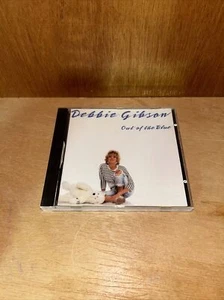 Debbie Gibson
Out of the Blue